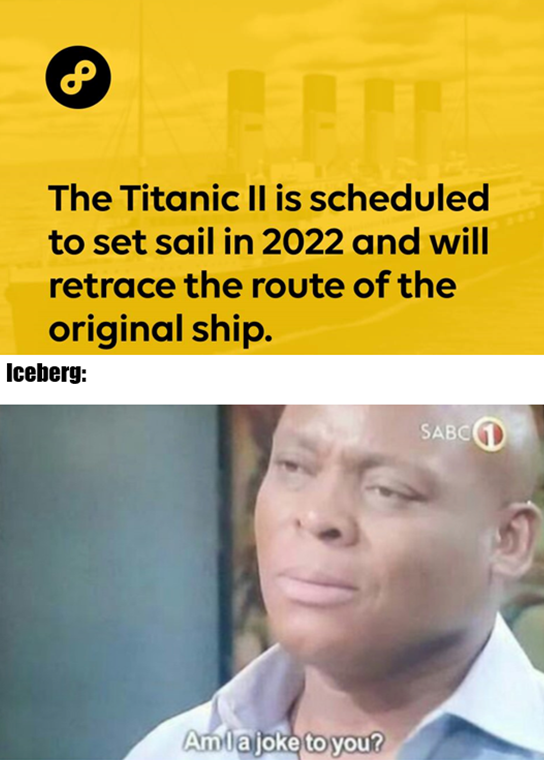 The Titanic II is scheduled
to set sail in 2022 and will
retrace the route of the
original ship.
Iceberg:
SABC 1
Am I a joke to you?